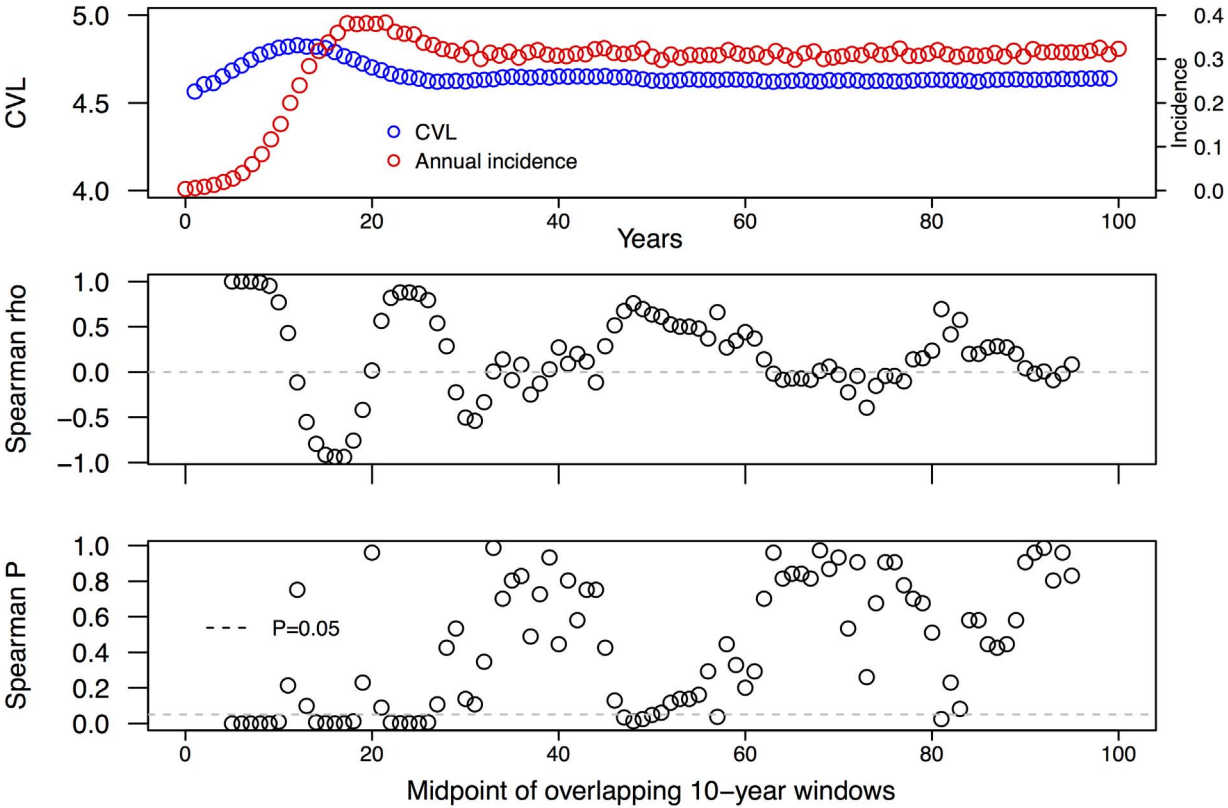 5.0
4.5
4.0
CVL
0.4
0.3
0.2
0.1
0.0
Incidence
CVL
Annual incidence
0 20 40 60 80 100
Years
1.0
0.5
0.0
−0.5
−1.0
Spearman rho
1.0
0.8
0.6
0.4
0.2
0.0
Spearman P
P=0.05
0 20 40 60 80 100
Midpoint of overlapping 10−year windows